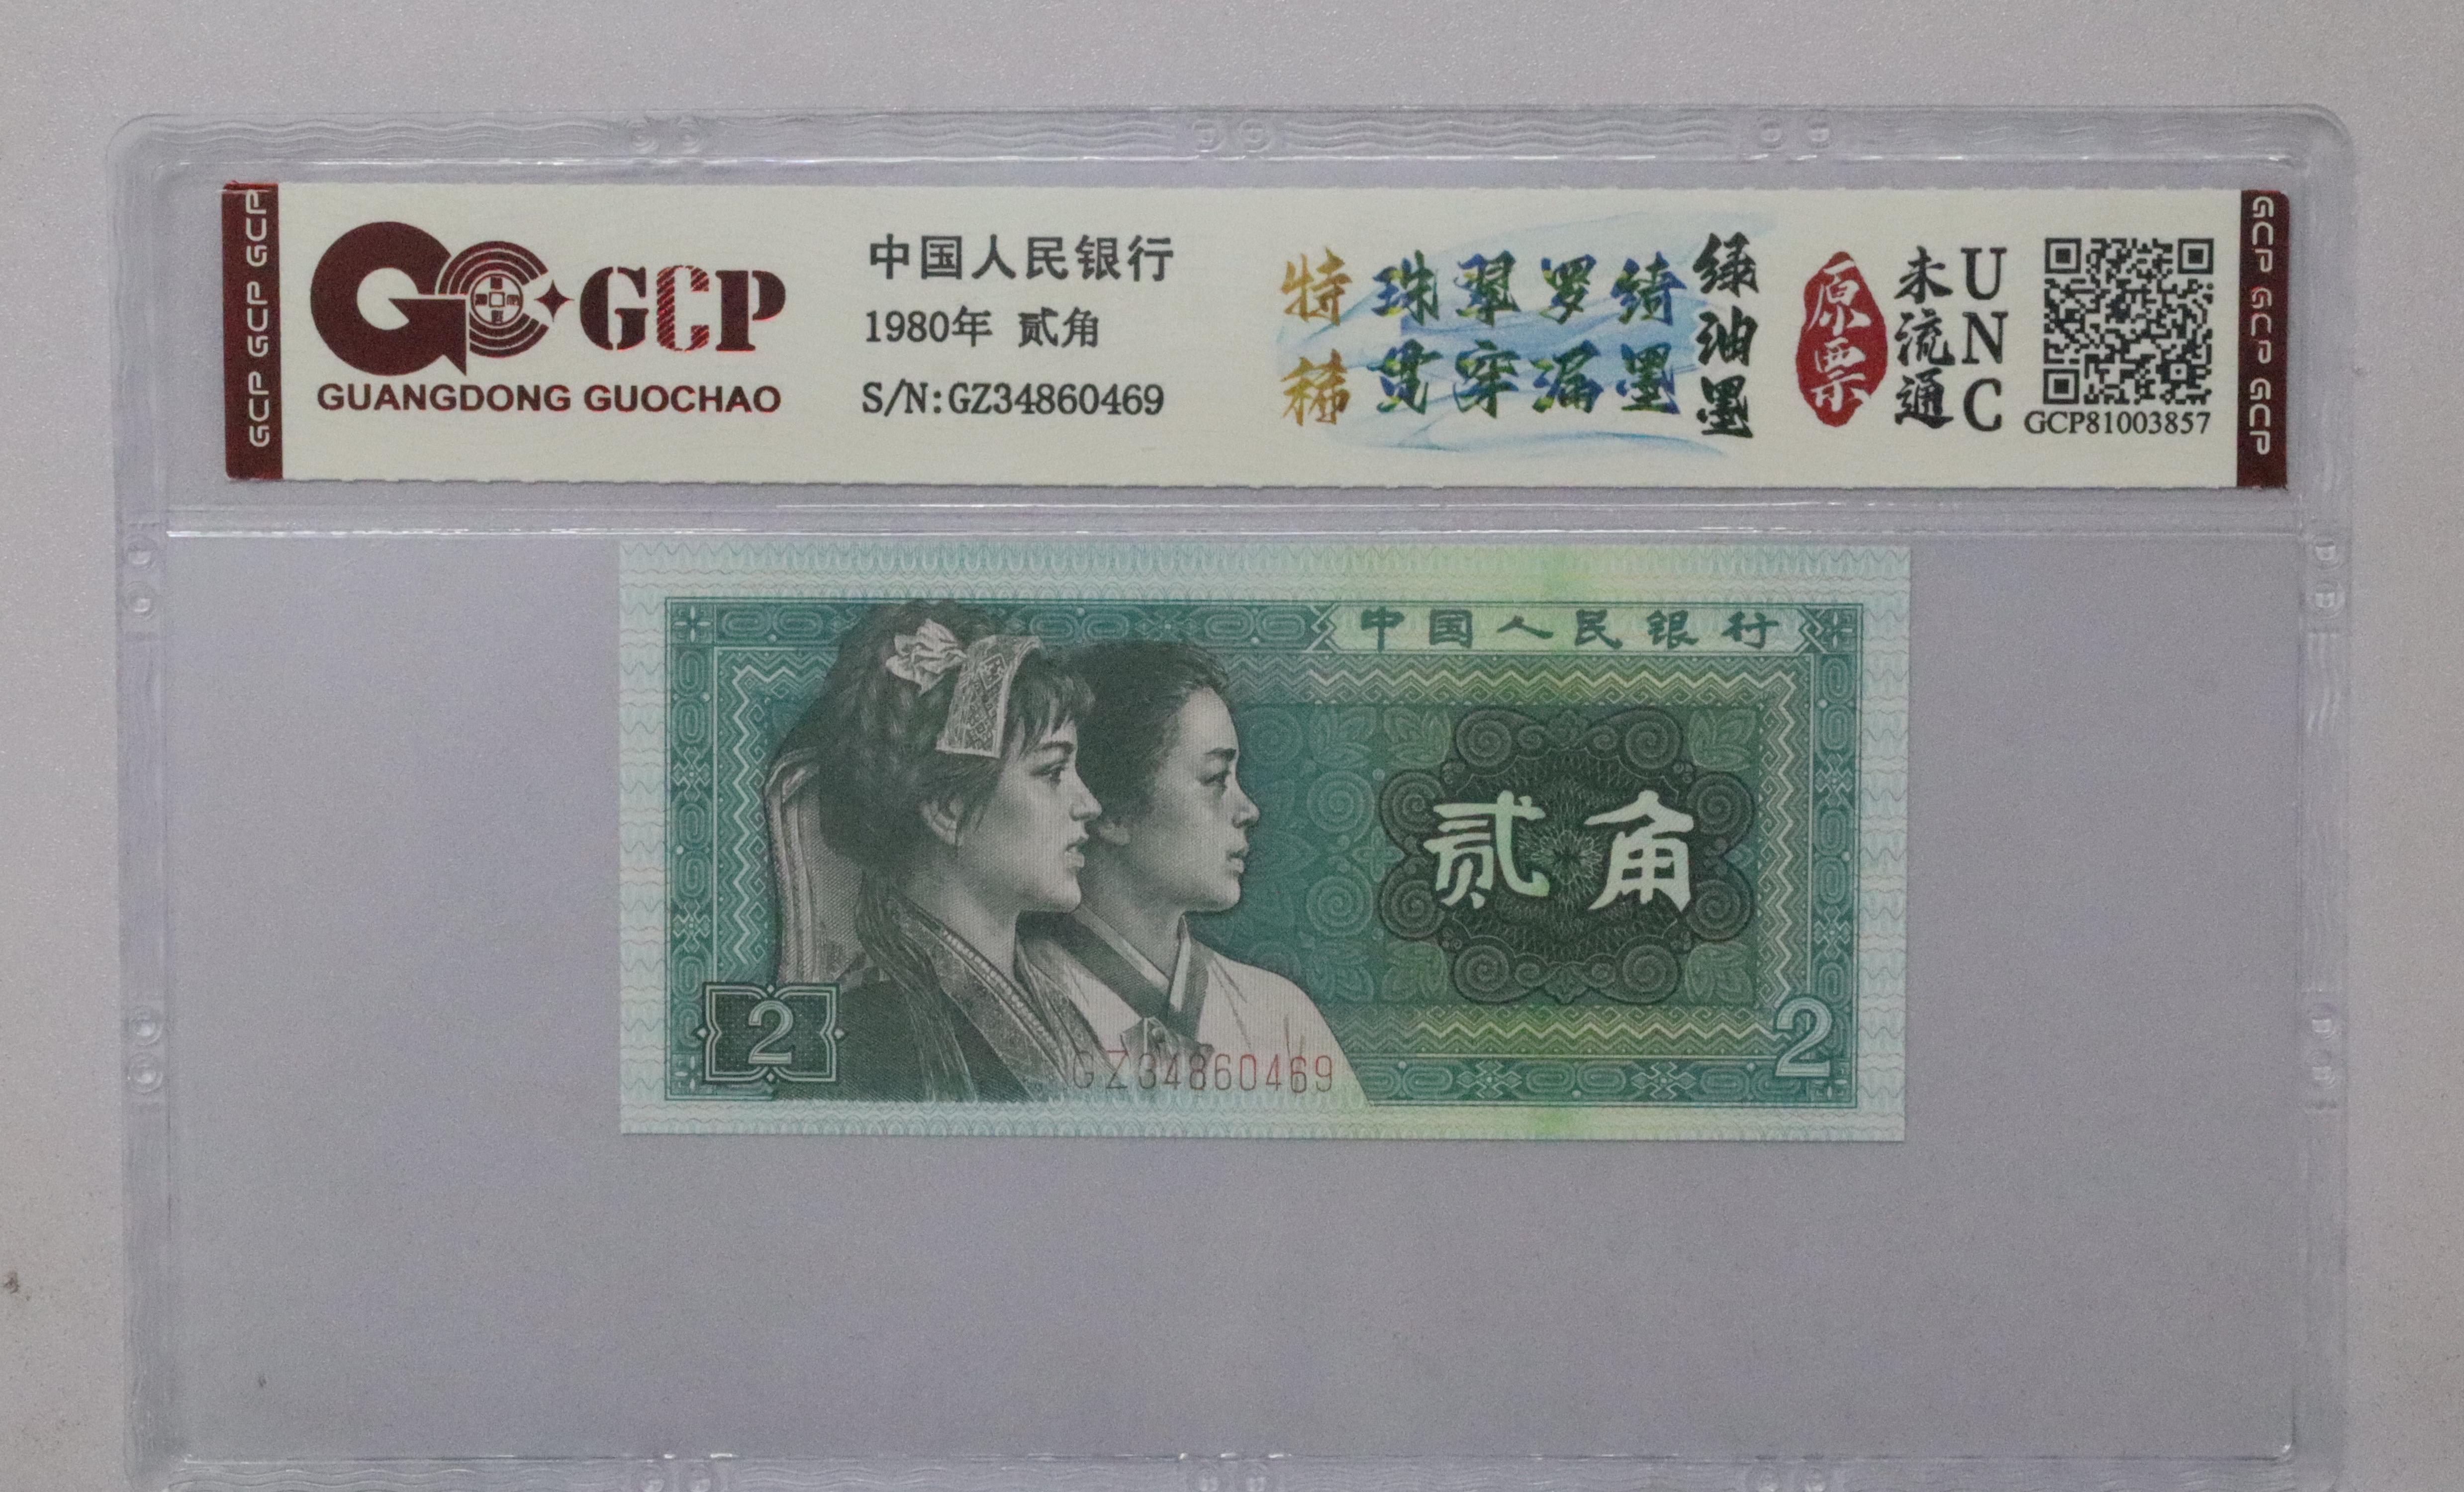 GCP GCP GCP
GCP
GUANGDONG GUOCHAO
中国人民银行
1980年 贰角
S/N:GZ34860469
特稀
珠翠罗绮
贯穿漏墨
绿油墨
原票
未流通
UNC
GCP81003857
GCP GCP GCP
中国人民银行
贰角
2
GZ34860469
2